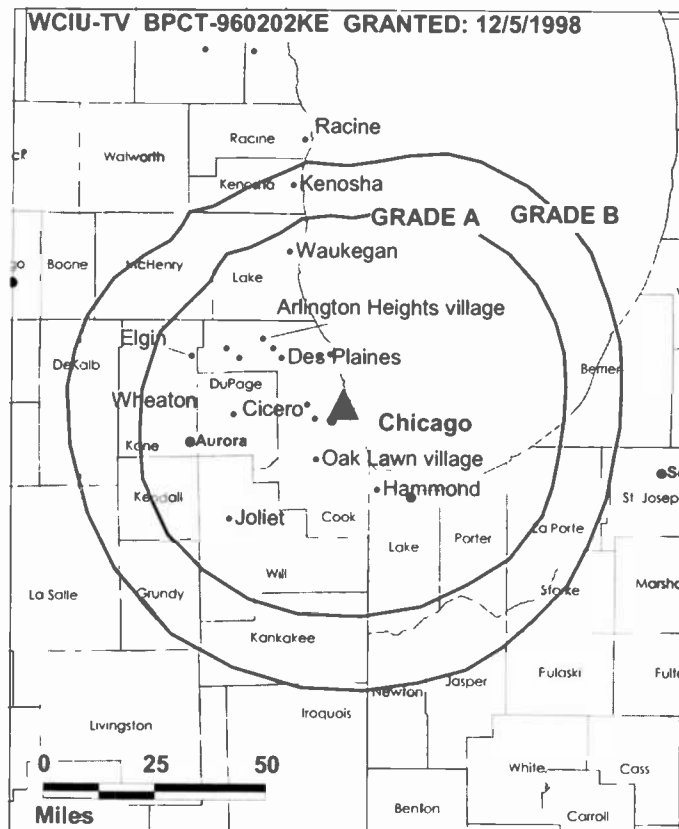 WCIU-TV BPCT-960202KE GRANTED: 12/5/1998
Racine
Racine
Walworth
Kenosha
Kenosha
GRADE A GRADE B
Waukegan
Boone
McHenry
Lake
Arlington Heights village
Elgin
Des Plaines
DeKalb
Berrien
DuPage
Wheaton
Cicero
Chicago
Aurora
Kane
Oak Lawn village
Kendall
Hammond
St Joseph
Joliet
Cook
Lake
Porter
La Porte
Will
La Salle
Grundy
Starke
Marsha
Kankakee
Jasper
Pulaski
Fult
Newton
Iroquois
Livingston
0 25 50
White
Cass
Miles
Benton
Carroll